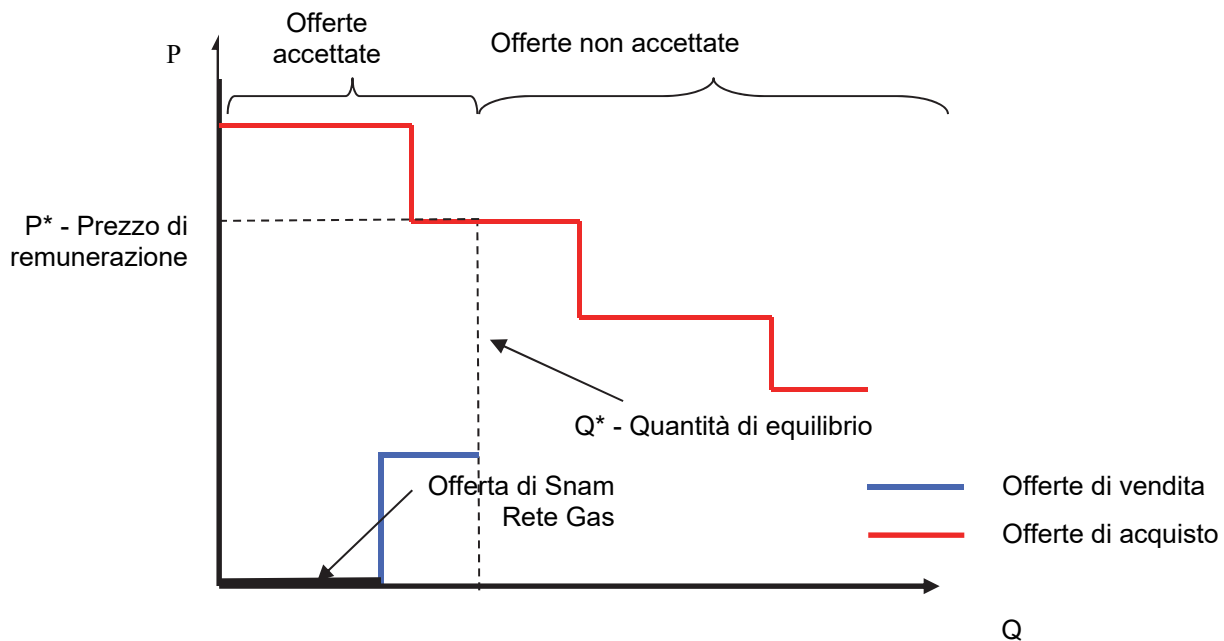 Offerte
accettate
Offerte non accettate
P
P* - Prezzo di
remunerazione
Q* - Quantità di equilibrio
Offerta di Snam
Rete Gas
Offerte di vendita
Offerte di acquisto
Q